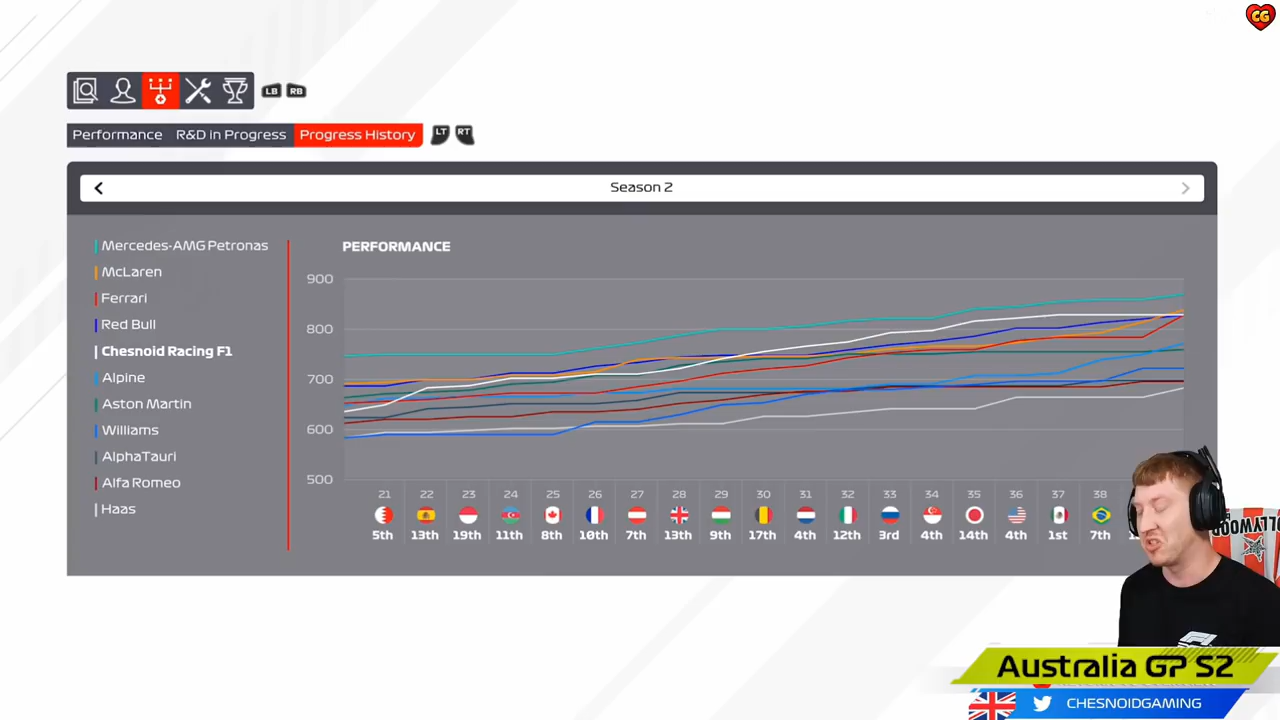 CG
LB RB
Performance R&D in Progress Progress History LT RT
Season 2
Mercedes-AMG Petronas
McLaren
Ferrari
Red Bull
Chesnoid Racing F1
Alpine
Aston Martin
Williams
AlphaTauri
Alfa Romeo
Haas
PERFORMANCE
900
800
700
600
500
21 22 23 24 25 26 27 28 29 30 31 32 33 34 35 36 37 38
5th 13th 19th 11th 8th 10th 7th 13th 9th 17th 4th 12th 3rd 4th 14th 4th 1st 7th
Australia GP S2
CHESNOIDGAMING